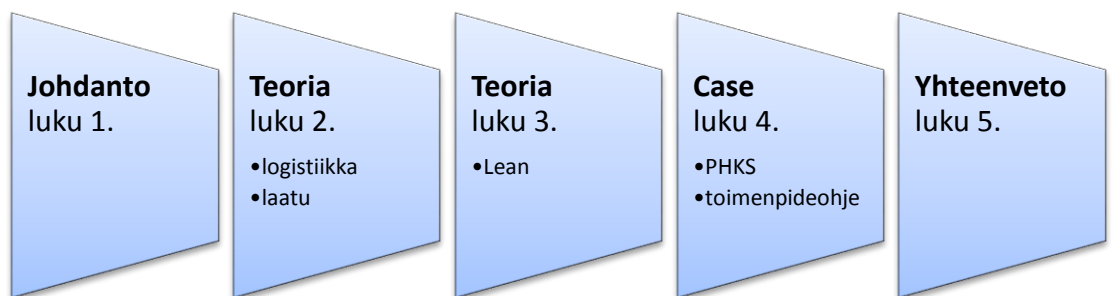 Johdanto
luku 1.
Teoria
luku 2.
•logistiikka
•laatu
Teoria
luku 3.
•Lean
Case
luku 4.
•PHKS
•toimenpideohje
Yhteenveto
luku 5.